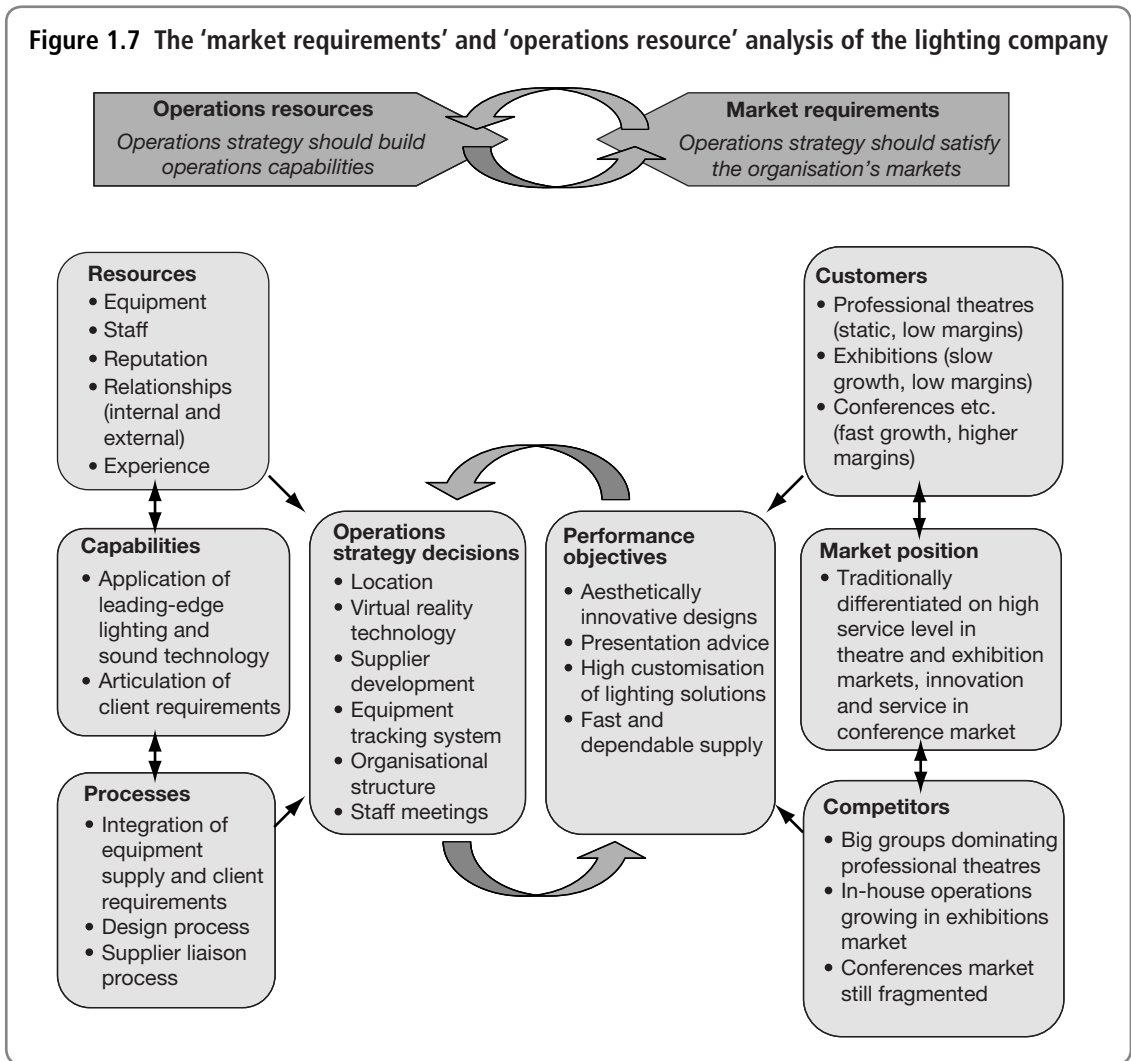 Figure 1.7 The ‘market requirements’ and ‘operations resource’ analysis of the lighting company
Operations resources
Operations strategy should build
operations capabilities
Market requirements
Operations strategy should satisfy
the organisation’s markets
Resources
• Equipment
• Staff
• Reputation
• Relationships
(internal and
external)
• Experience
Capabilities
• Application of
leading-edge
lighting and
sound technology
• Articulation of
client requirements
Processes
• Integration of
equipment
supply and client
requirements
• Design process
• Supplier liaison
process
Operations
strategy decisions
• Location
• Virtual reality
technology
• Supplier
development
• Equipment
tracking system
• Organisational
structure
• Staff meetings
Performance
objectives
• Aesthetically
innovative designs
• Presentation advice
• High customisation
of lighting solutions
• Fast and
dependable supply
Customers
• Professional theatres
(static, low margins)
• Exhibitions (slow
growth, low margins)
• Conferences etc.
(fast growth, higher
margins)
Market position
• Traditionally
differentiated on high
service level in
theatre and exhibition
markets, innovation
and service in
conference market
Competitors
• Big groups dominating
professional theatres
• In-house operations
growing in exhibitions
market
• Conferences market
still fragmented